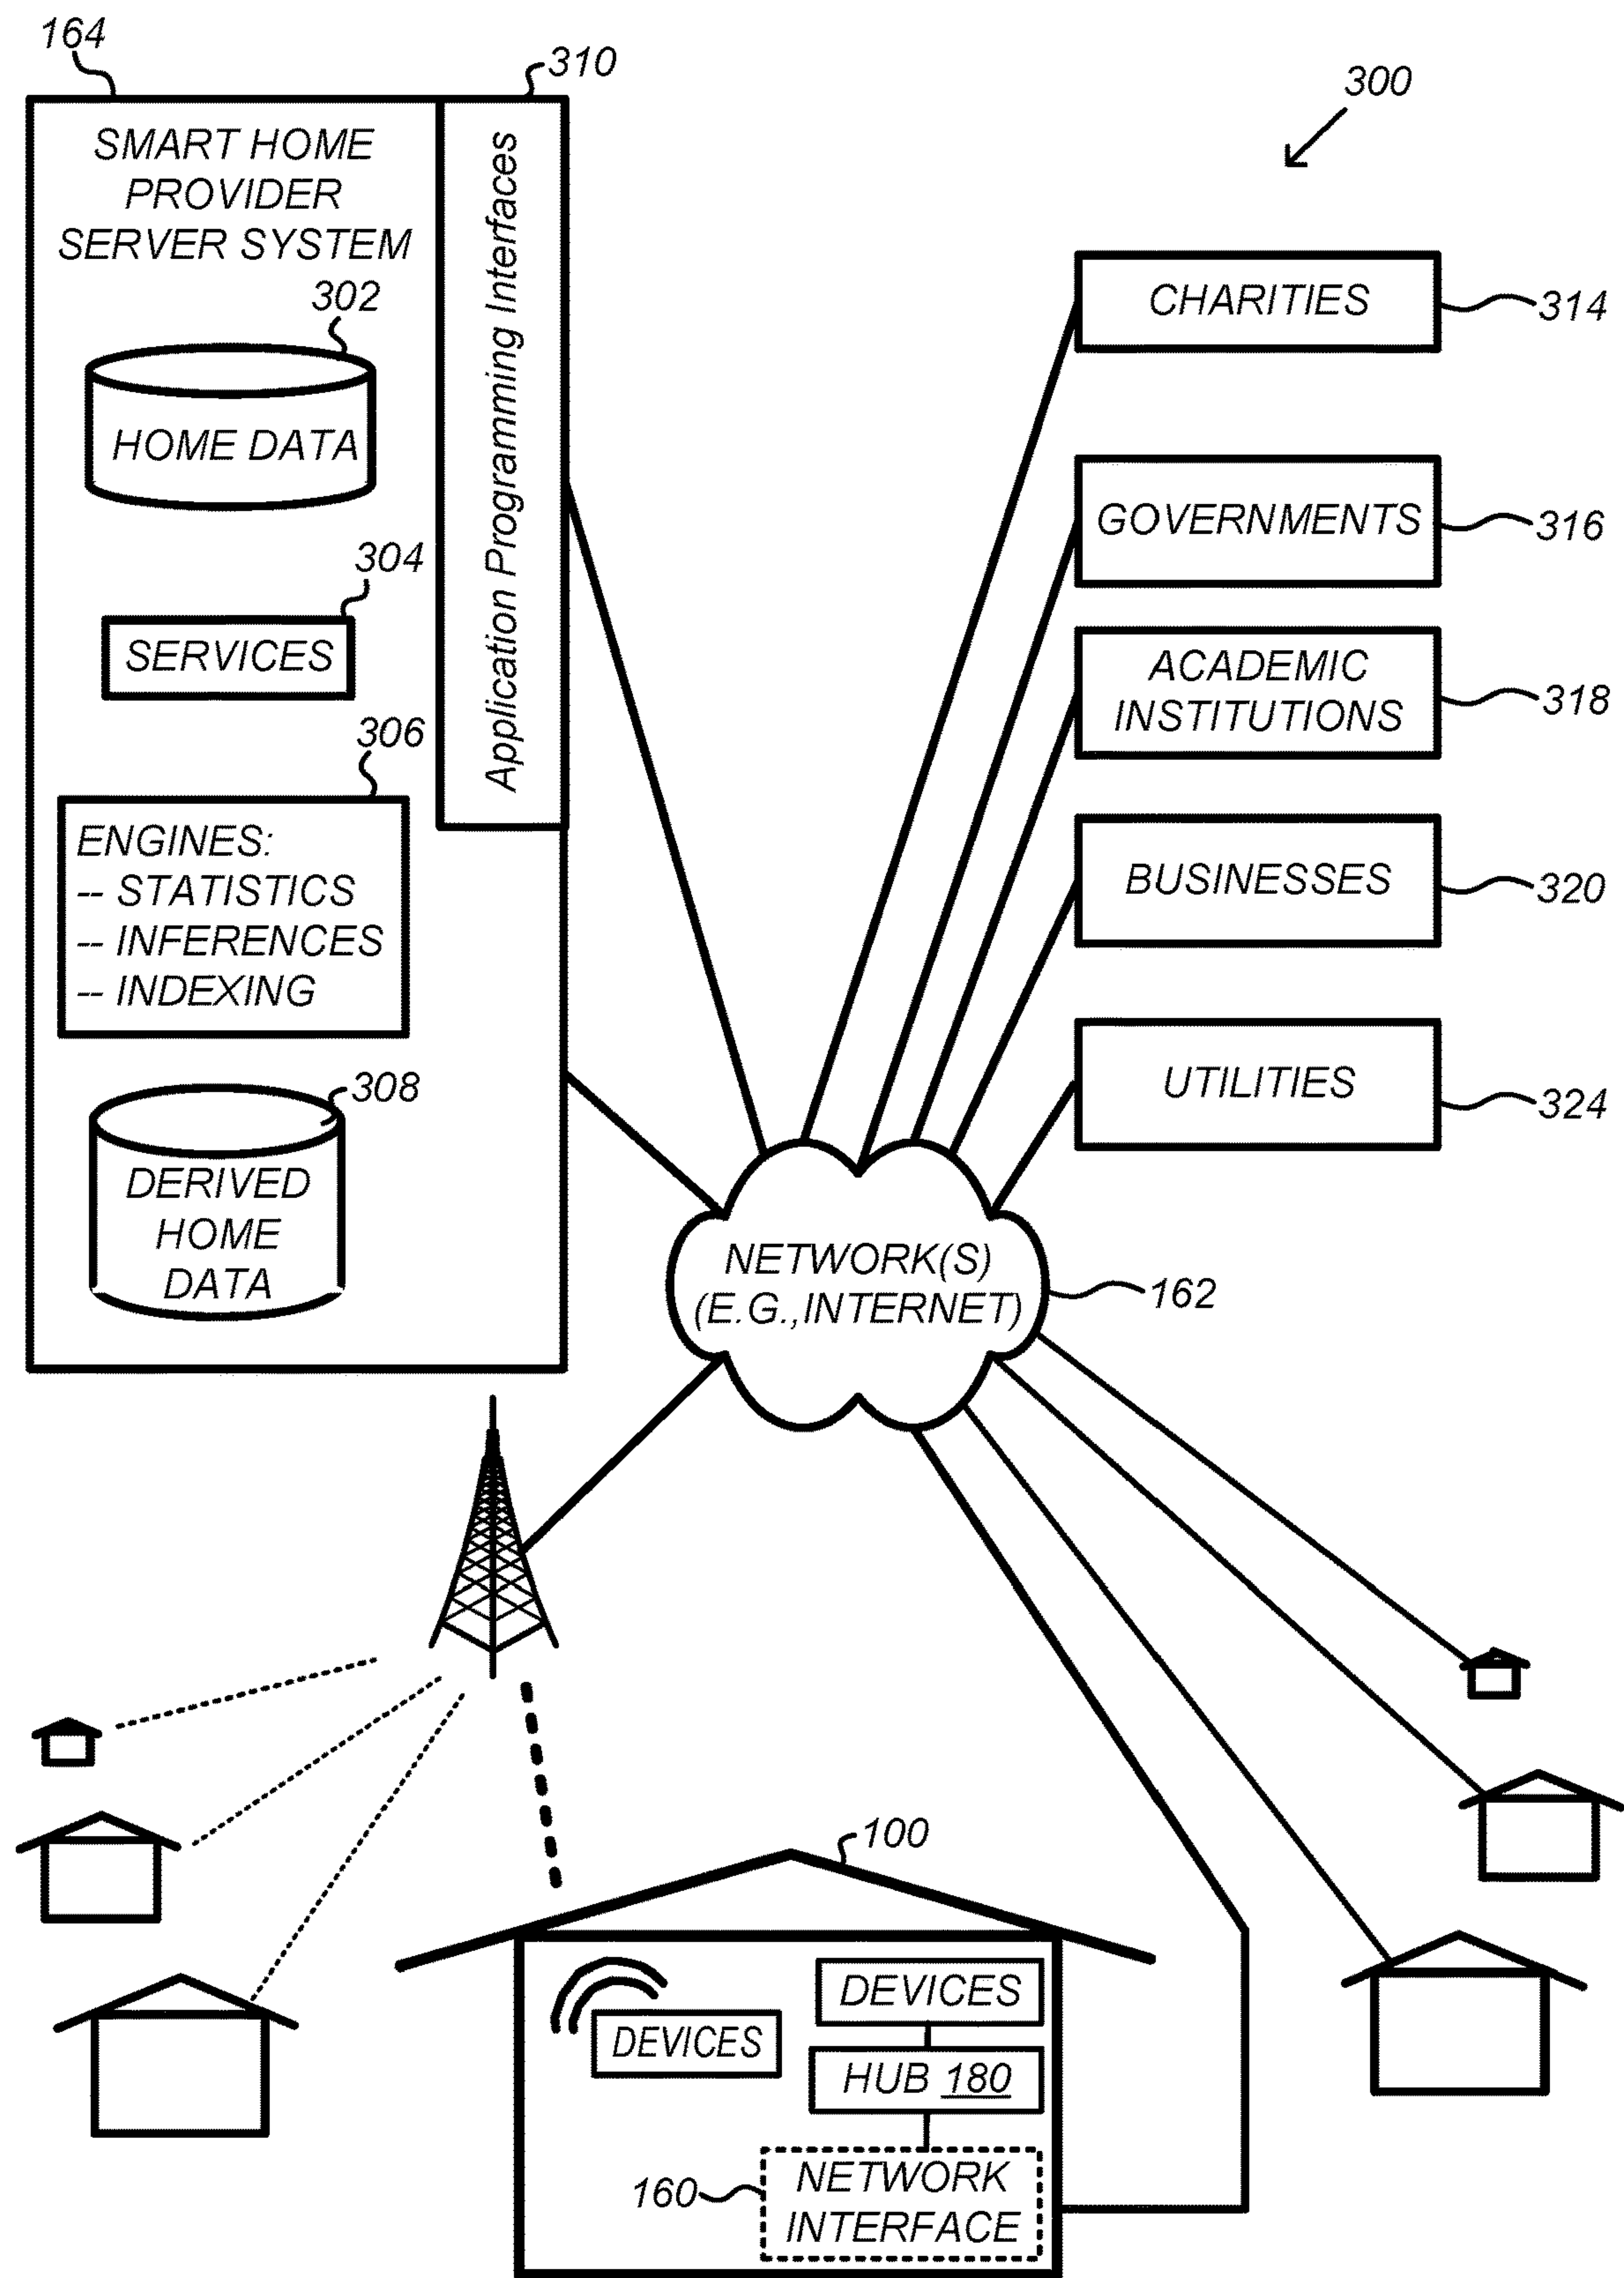 164
310
300
SMART HOME
PROVIDER
SERVER SYSTEM
Application Programming Interfaces
302
HOME DATA
304
SERVICES
306
ENGINES:
-- STATISTICS
-- INFERENCES
-- INDEXING
308
DERIVED
HOME
DATA
CHARITIES
314
GOVERNMENTS
316
ACADEMIC
INSTITUTIONS
318
BUSINESSES
320
UTILITIES
324
NETWORK(S)
(E.G.,INTERNET)
162
100
DEVICES
DEVICES
HUB 180
160
NETWORK
INTERFACE